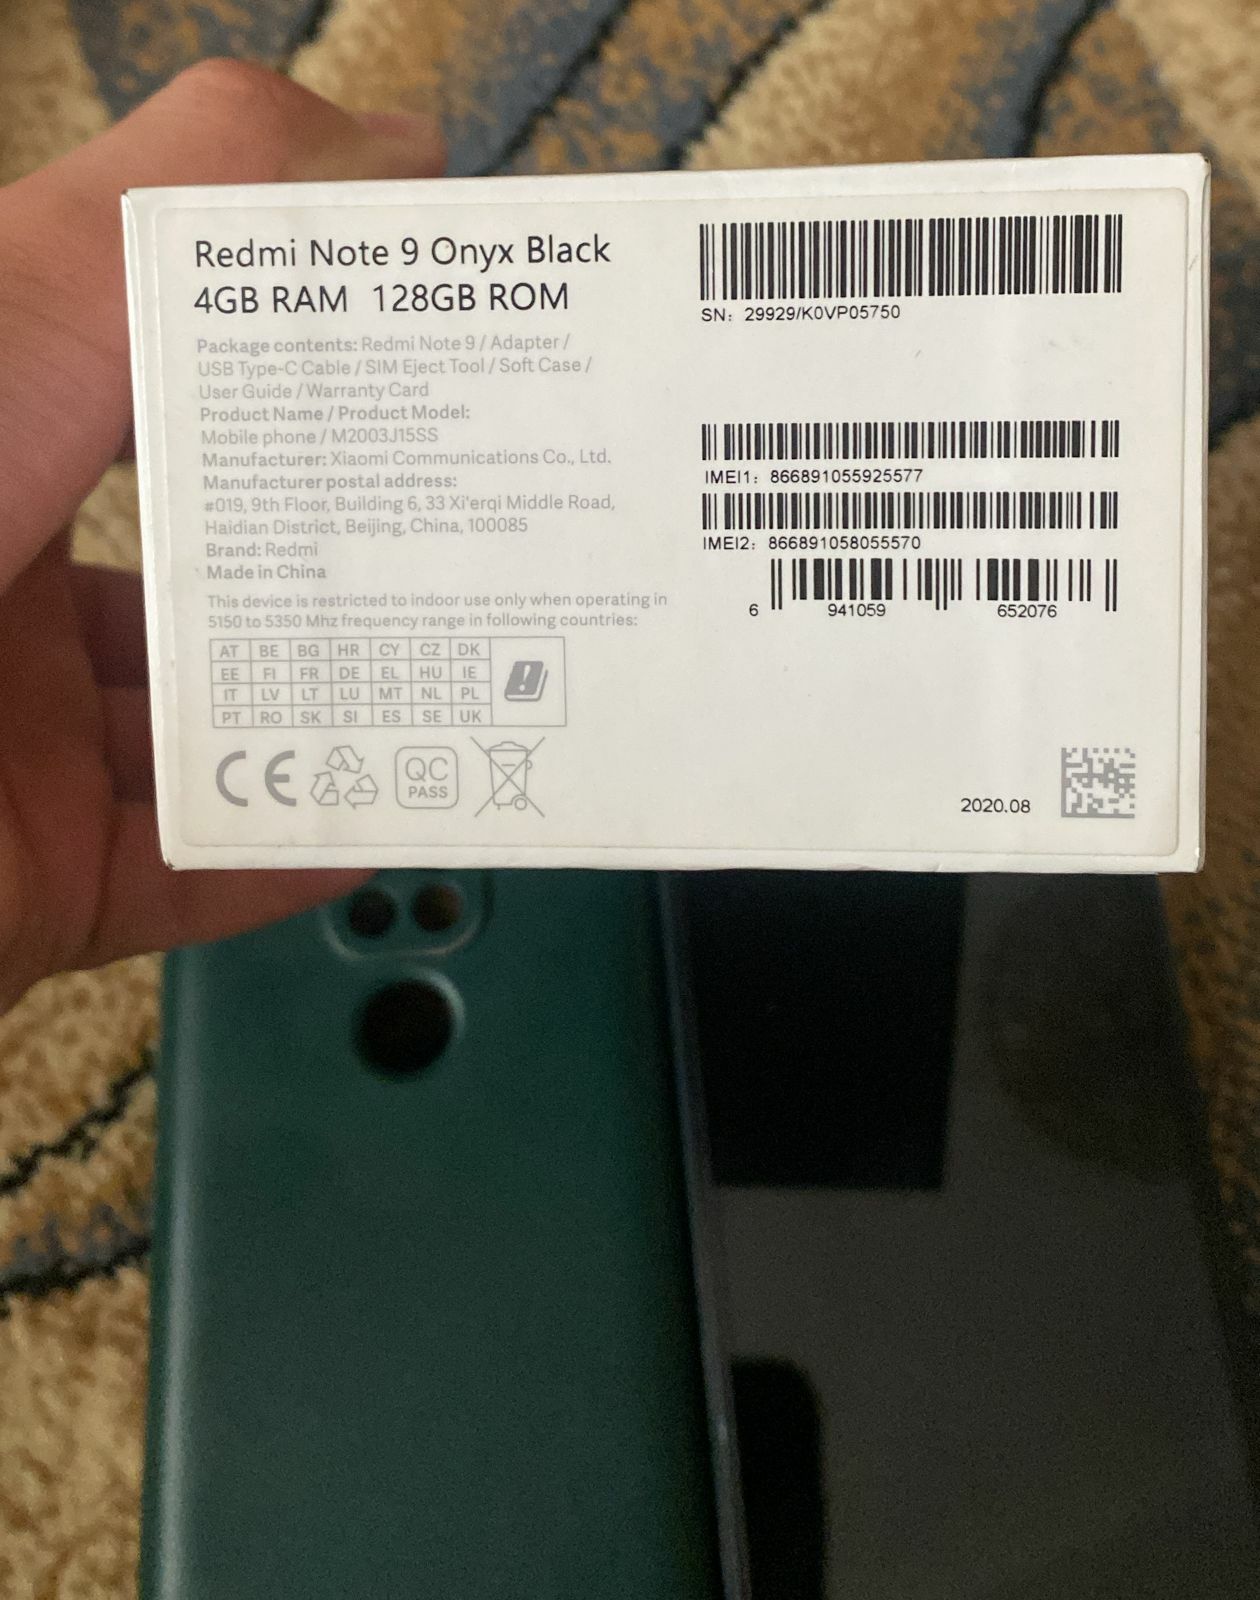 Redmi Note 9 Onyx Black
4GB RAM 128GB ROM
Package contents: Redmi Note 9 / Adapter /
USB Type-C Cable / SIM Eject Tool / Soft Case /
User Guide / Warranty Card
Product Name / Product Model:
Mobile phone / M2003J15SS
Manufacturer: Xiaomi Communications Co., Ltd.
Manufacturer postal address:
#019, 9th Floor, Building 6, 33 Xi'erqi Middle Road,
Haidian District, Beijing, China, 100085
Brand: Redmi
Made in China
This device is restricted to indoor use only when operating in
5150 to 5350 Mhz frequency range in following countries:
AT BE BG HR CY CZ DK
EE FI FR DE EL HU IE
IT LV LT LU MT NL PL
PT RO SK SI ES SE UK
CE
QC
PASS
SN: 29929/K0VP05750
IMEI1: 866891055925577
IMEI2: 866891058055570
6 941059 652076
2020.08